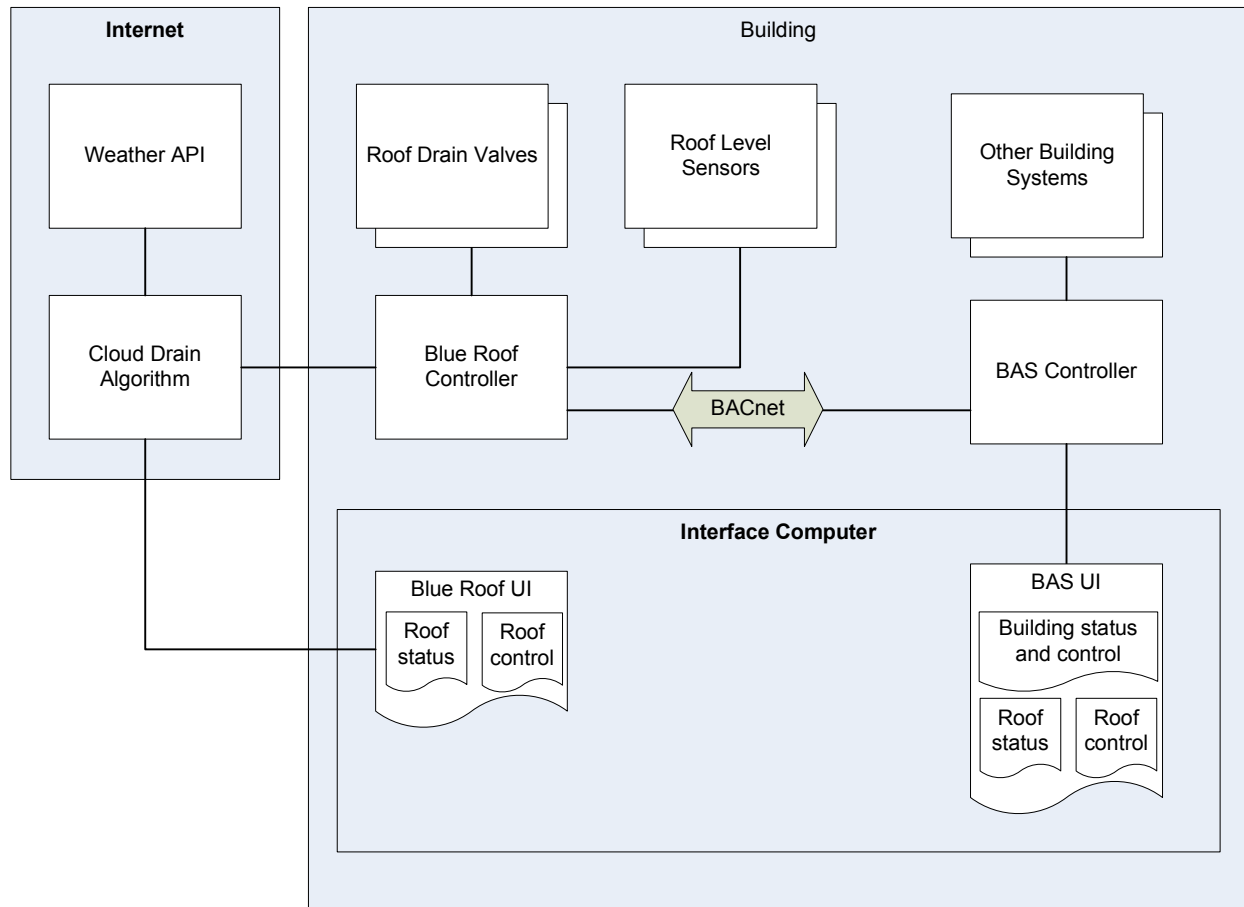 Internet
Building
Weather API
Roof Drain Valves
Roof Level
Sensors
Other Building
Systems
Cloud Drain
Algorithm
Blue Roof
Controller
BACnet
BAS Controller
Interface Computer
Blue Roof UI
Roof
status
Roof
control
BAS UI
Building status
and control
Roof
status
Roof
control